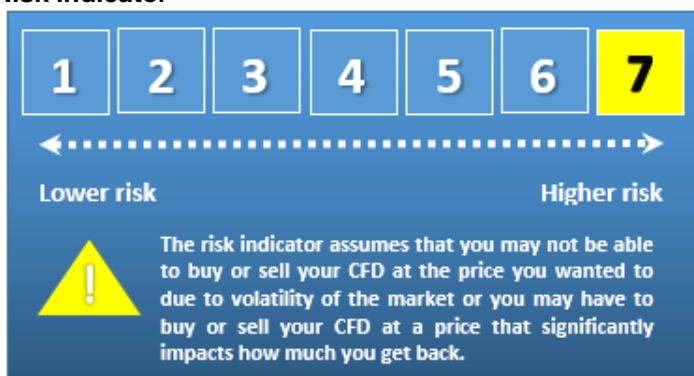 Risk Indicator
1 2 3 4 5 6 7
Lower risk Higher risk
!
The risk indicator assumes that you may not be able
to buy or sell your CFD at the price you wanted to
due to volatility of the market or you may have to
buy or sell your CFD at a price that significantly
impacts how much you get back.